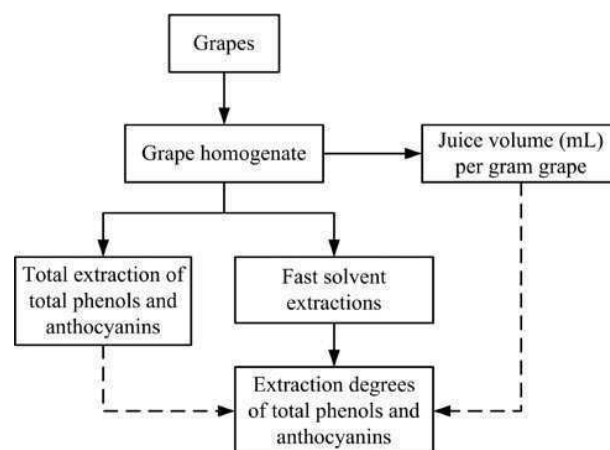 Grapes
Grape homogenate
Juice volume (mL)
per gram grape
Total extraction of
total phenols and
anthocyanins
Fast solvent
extractions
Extraction degrees
of total phenols and
anthocyanins